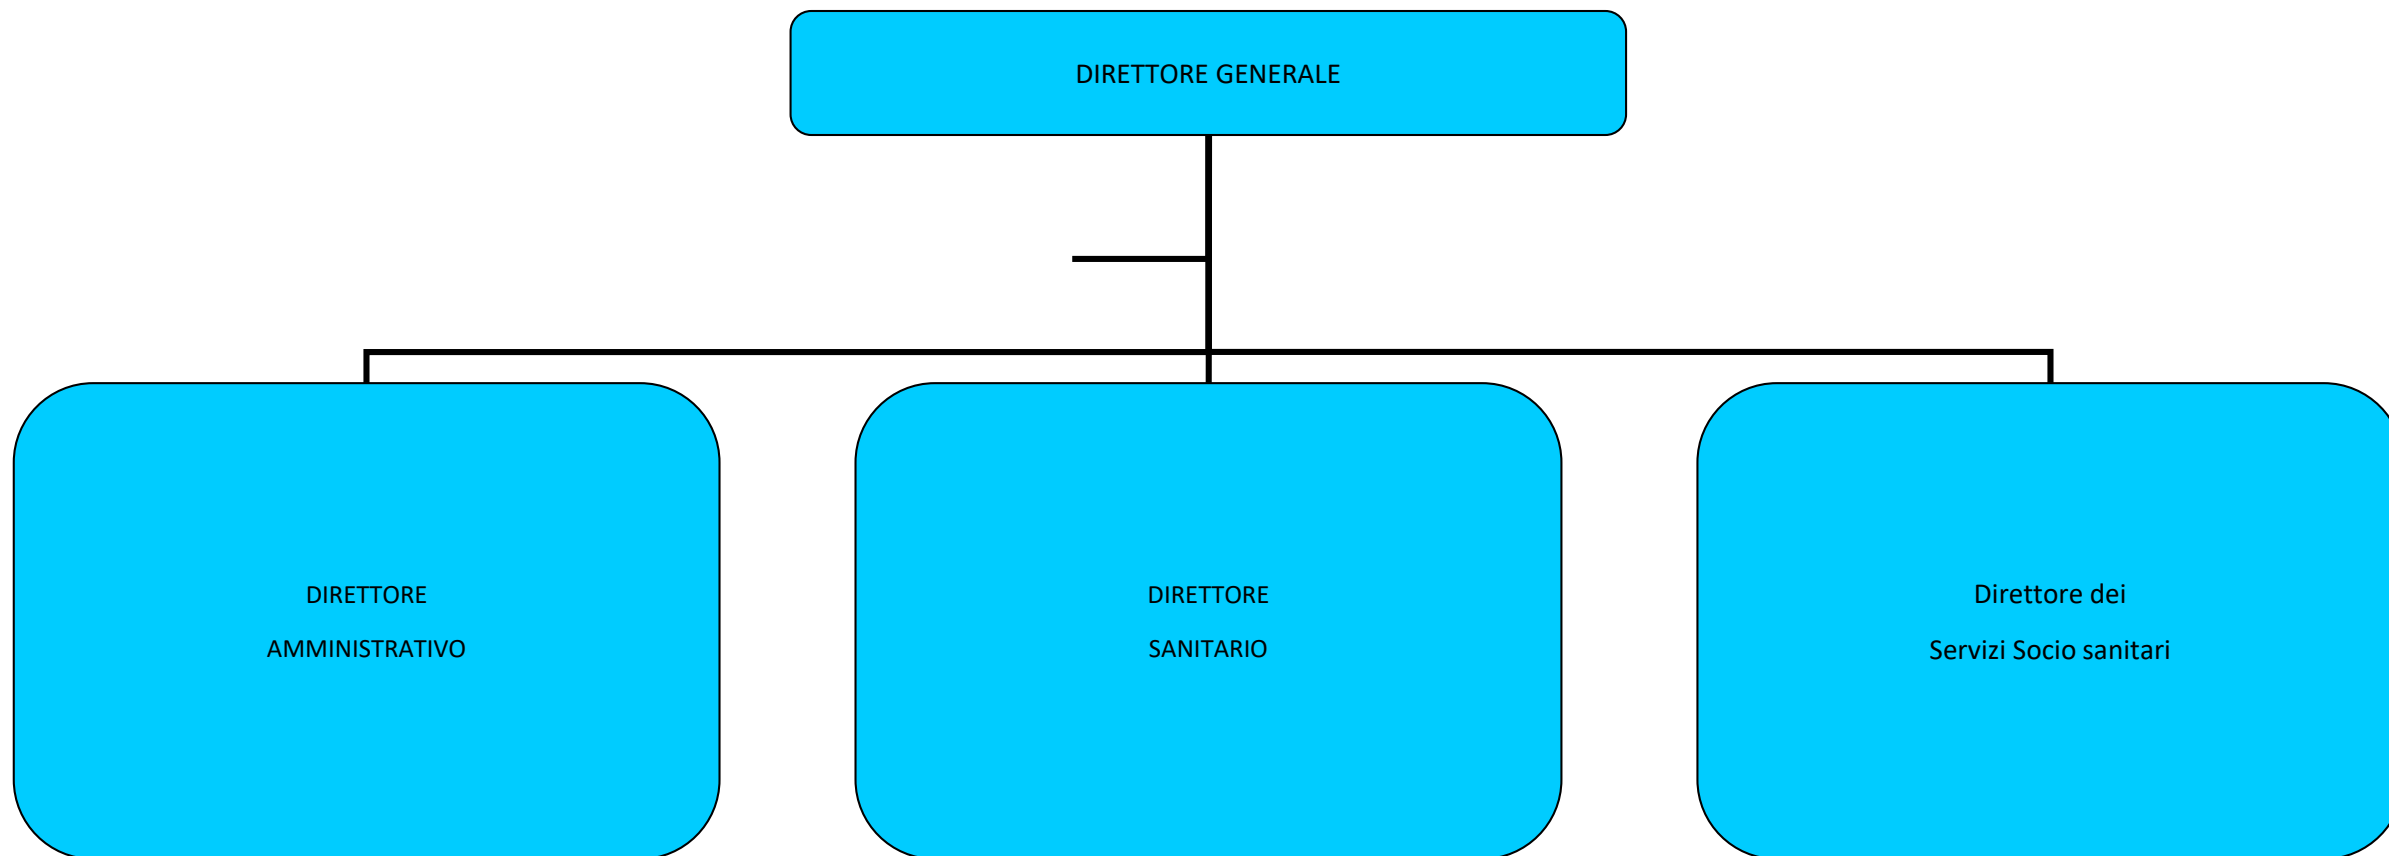 DIRETTORE GENERALE
DIRETTORE
AMMINISTRATIVO
DIRETTORE
SANITARIO
Direttore dei
Servizi Socio sanitari